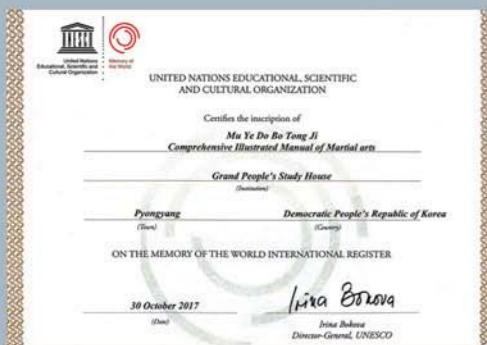 United Nations
Educational, Scientific and
Cultural Organization
Memory of
the World
UNITED NATIONS EDUCATIONAL, SCIENTIFIC
AND CULTURAL ORGANIZATION
Certifies the inscription of
Mu Ye Do Bo Tong Ji
Comprehensive Illustrated Manual of Martial arts
Grand People's Study House
(Institution)
Pyongyang Democratic People's Republic of Korea
(Town) (Country)
ON THE MEMORY OF THE WORLD INTERNATIONAL REGISTER
30 October 2017 Irina Bokova
(Date) Irina Bokova
Director-General, UNESCO